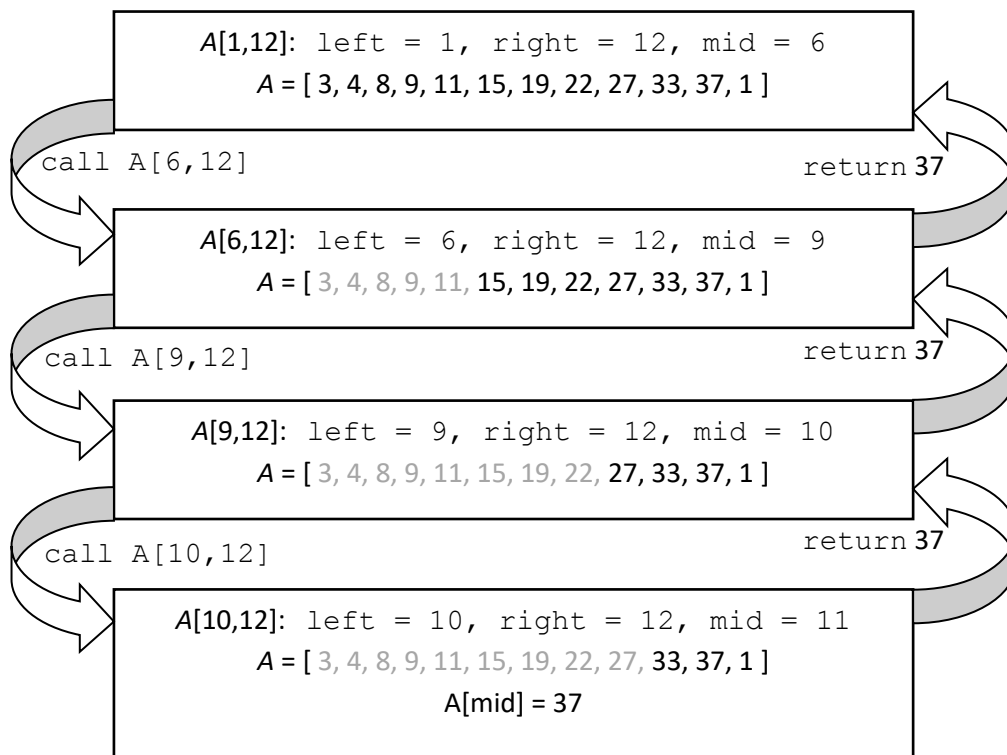 A[1,12]: left = 1, right = 12, mid = 6
A = [ 3, 4, 8, 9, 11, 15, 19, 22, 27, 33, 37, 1 ]
call A[6,12]
return 37
A[6,12]: left = 6, right = 12, mid = 9
A = [ 3, 4, 8, 9, 11, 15, 19, 22, 27, 33, 37, 1 ]
call A[9,12]
return 37
A[9,12]: left = 9, right = 12, mid = 10
A = [ 3, 4, 8, 9, 11, 15, 19, 22, 27, 33, 37, 1 ]
call A[10,12]
return 37
A[10,12]: left = 10, right = 12, mid = 11
A = [ 3, 4, 8, 9, 11, 15, 19, 22, 27, 33, 37, 1 ]
A[mid] = 37